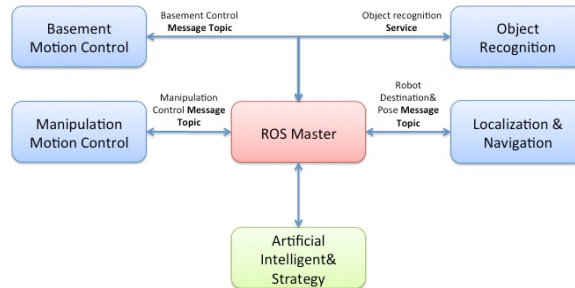 Basement
Motion Control
Basement Control
Message Topic
Object recognition
Service
Object
Recognition
Manipulation
Motion Control
Manipulation
Control Message
Topic
ROS Master
Robot
Destination&
Pose Message
Topic
Localization &
Navigation
Artificial
Intelligent&
Strategy